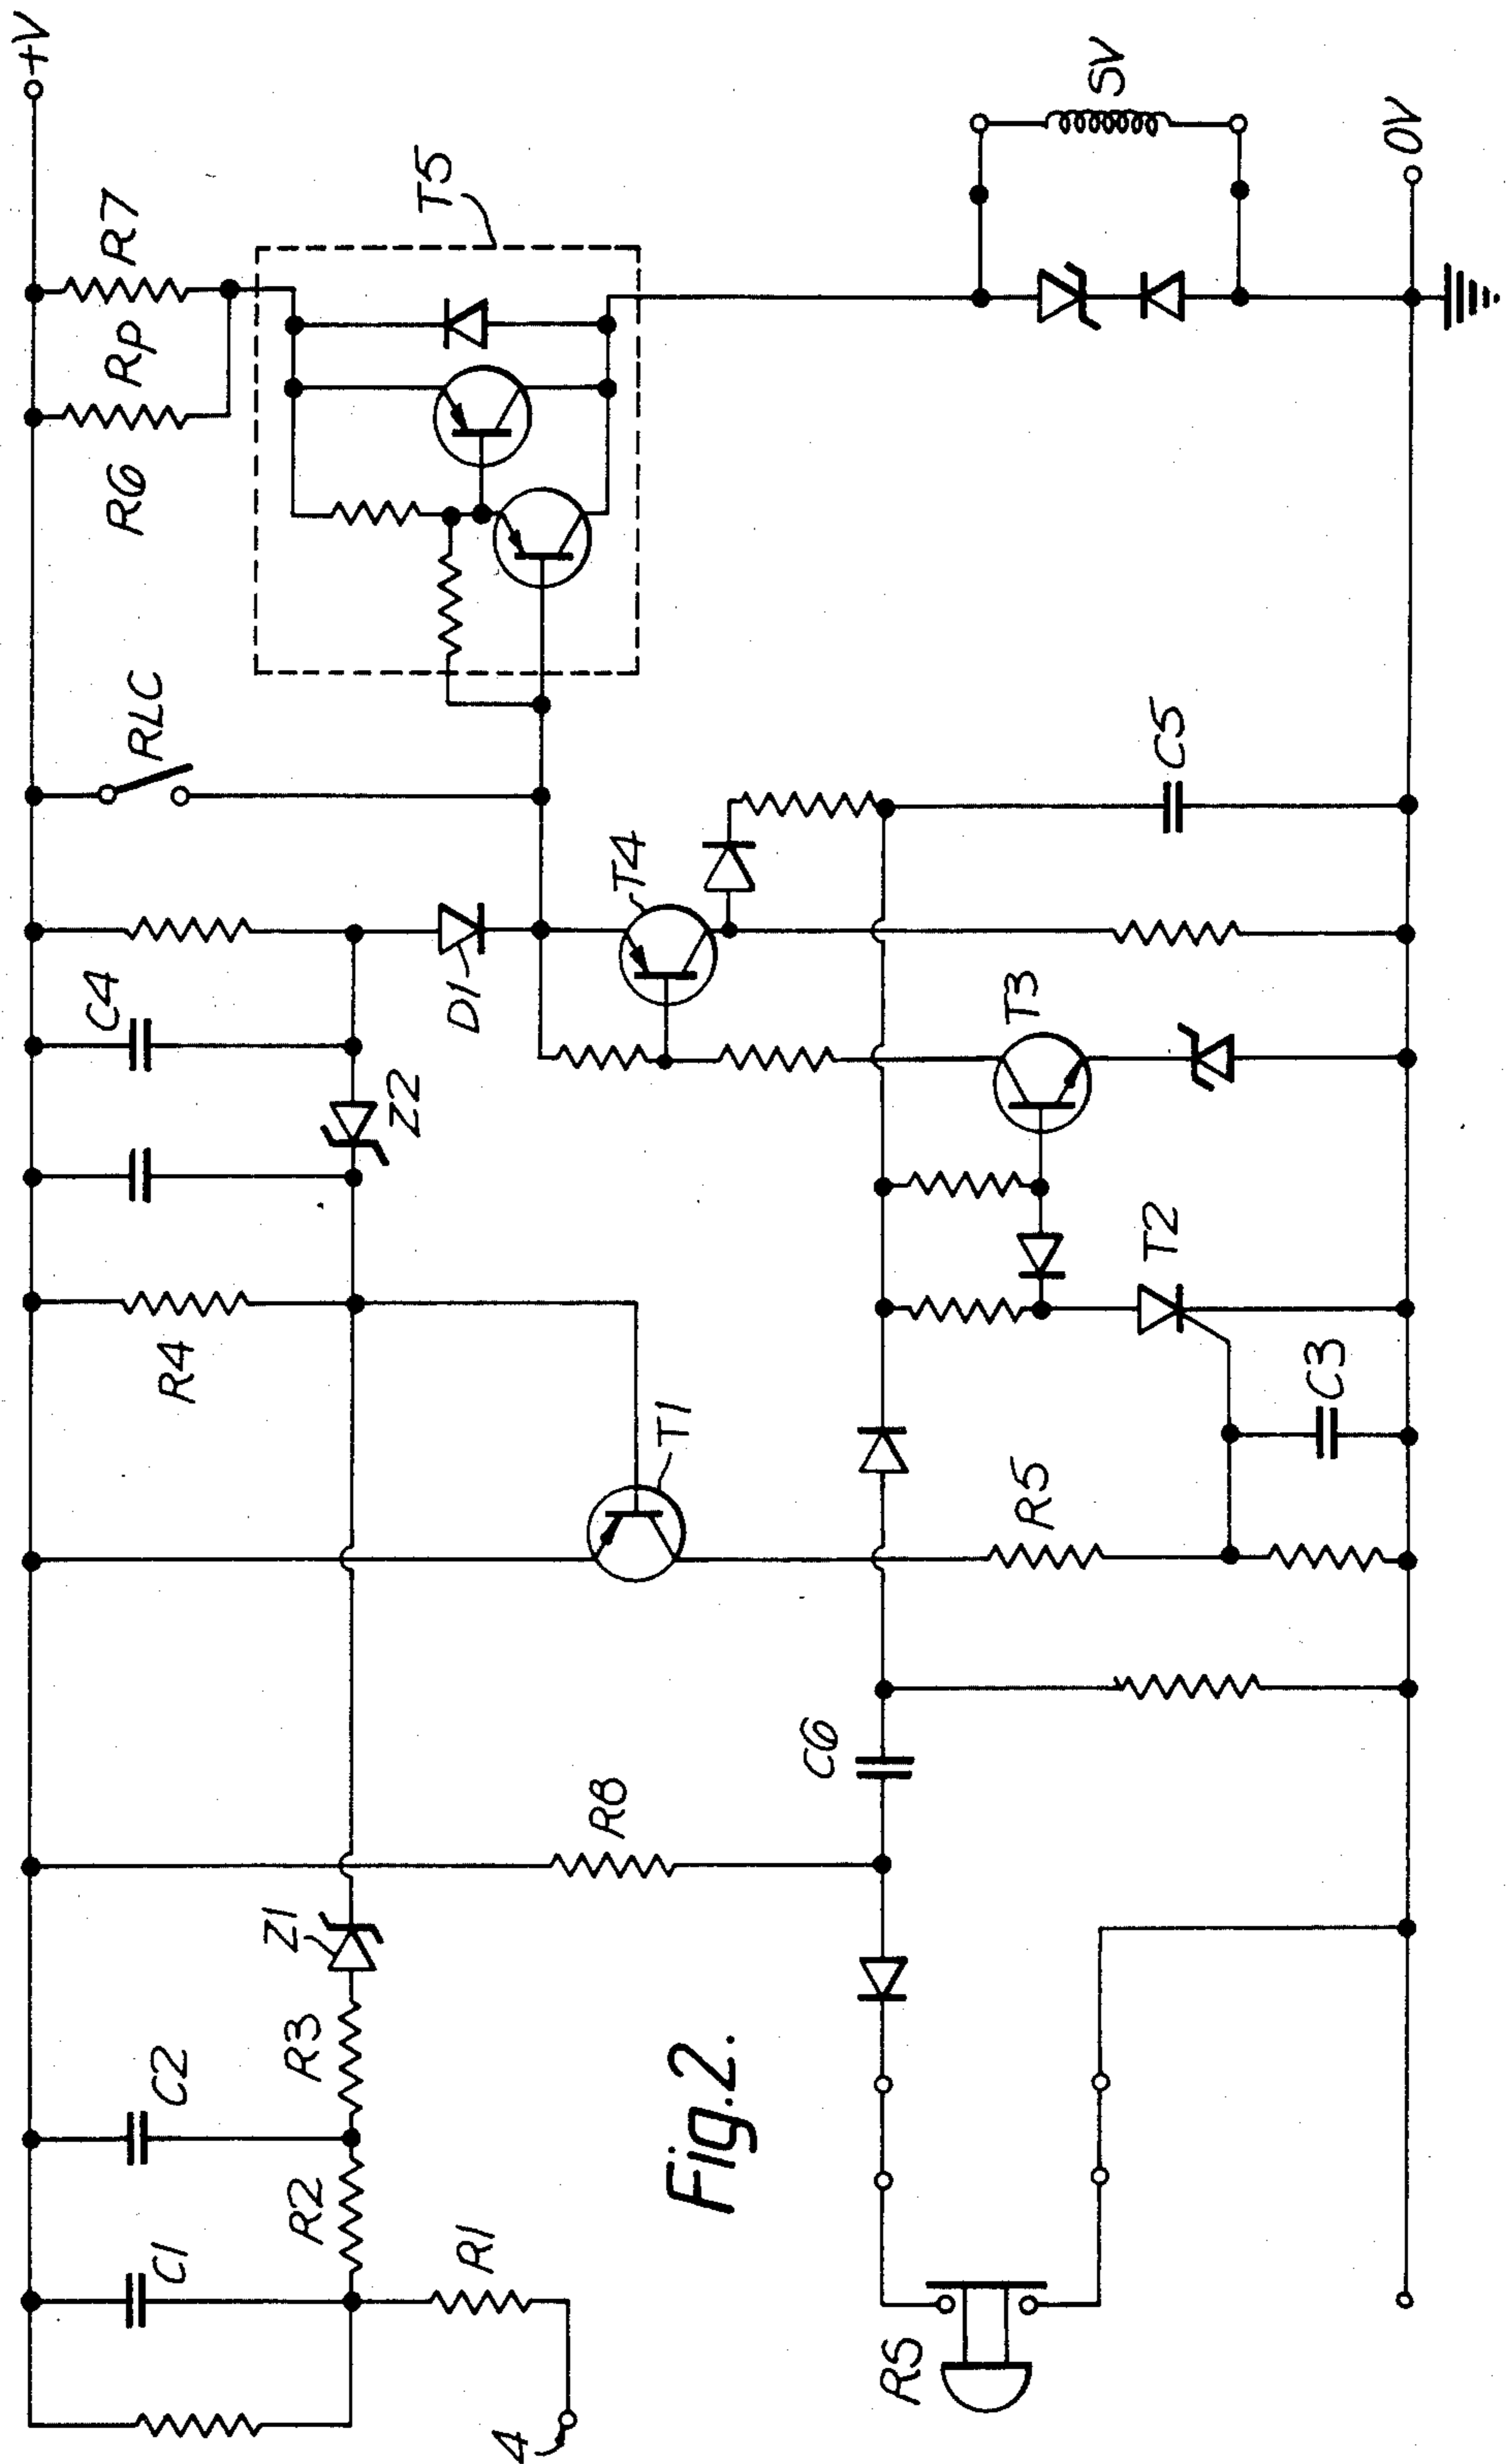 +V
R7
Rp
R6
T5
SV
0V
RLC
C4
D1
T4
C5
Z2
T3
R4
T2
T1
C3
R5
C6
R8
Z1
R3
C2
R2
C1
R1
4
RS
Fig.2.